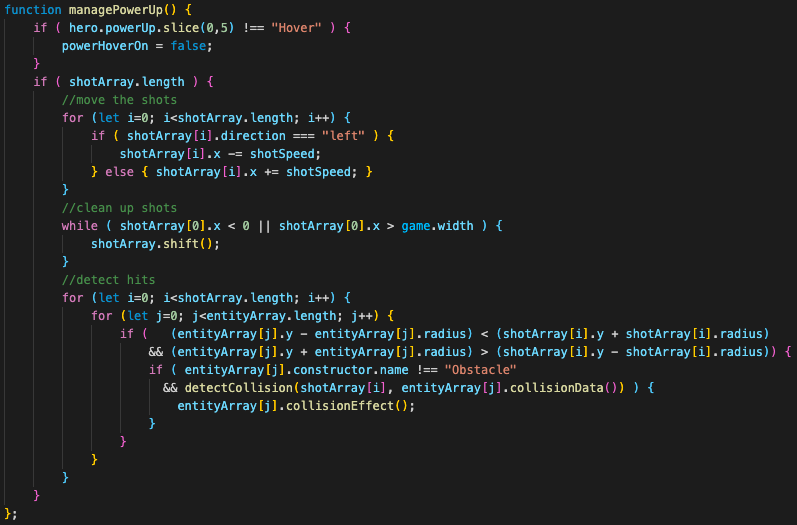 function managePowerUp() {
    if ( hero.powerUp.slice(0,5) !== "Hover" ) {
        powerHoverOn = false;
    }
    if ( shotArray.length ) {
        //move the shots
        for (let i=0; i<shotArray.length; i++) {
            if ( shotArray[i].direction === "left" ) {
                shotArray[i].x -= shotSpeed;
            } else { shotArray[i].x += shotSpeed; }
        }
        //clean up shots
        while ( shotArray[0].x < 0 || shotArray[0].x > game.width ) {
            shotArray.shift();
        }
        //detect hits
        for (let i=0; i<shotArray.length; i++) {
            for (let j=0; j<entityArray.length; j++) {
                if (   (entityArray[j].y - entityArray[j].radius) < (shotArray[i].y + shotArray[i].radius)
                    && (entityArray[j].y + entityArray[j].radius) > (shotArray[i].y - shotArray[i].radius)) {
                    if ( entityArray[j].constructor.name !== "Obstacle"
                      && detectCollision(shotArray[i], entityArray[j].collisionData()) ) {
                        entityArray[j].collisionEffect();
                    }
                }
            }
        }
    }
};